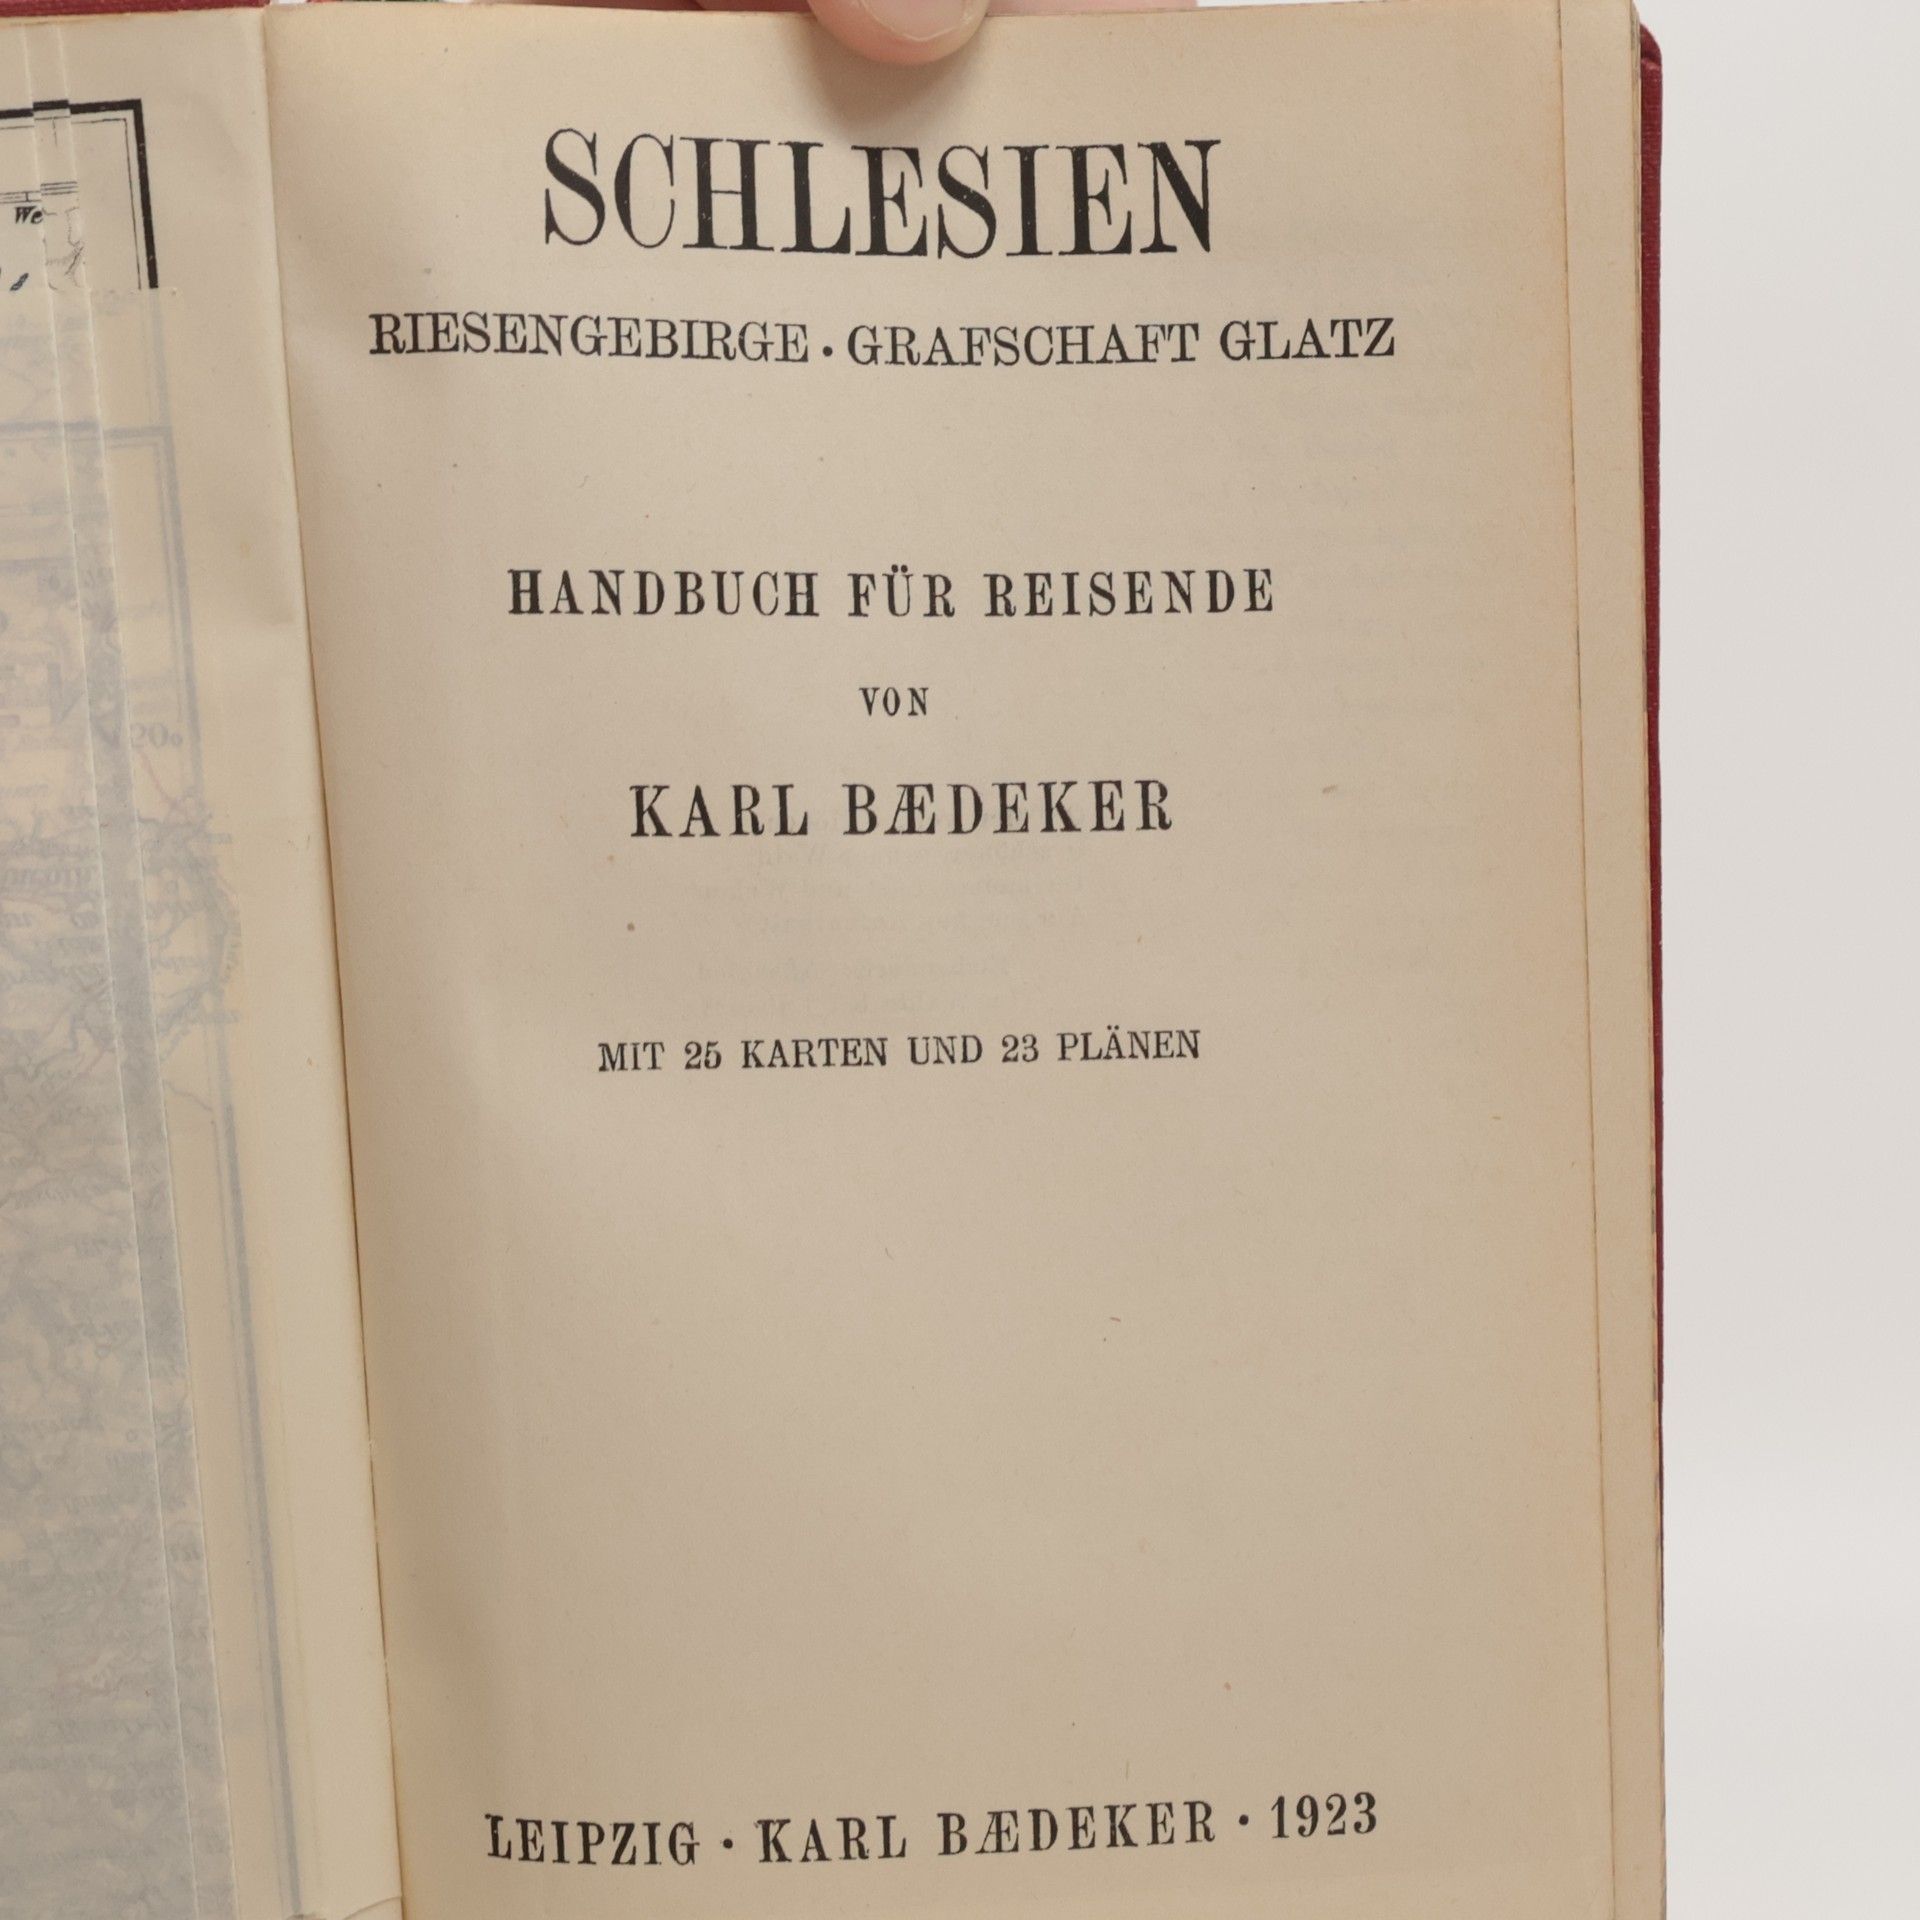 We
SCHLESIEN
RIESENGEBIRGE · GRAFSCHAFT GLATZ
HANDBUCH FÜR REISENDE
VON
KARL BÆDEKER
MIT 25 KARTEN UND 23 PLÄNEN
LEIPZIG · KARL BÆDEKER · 1923